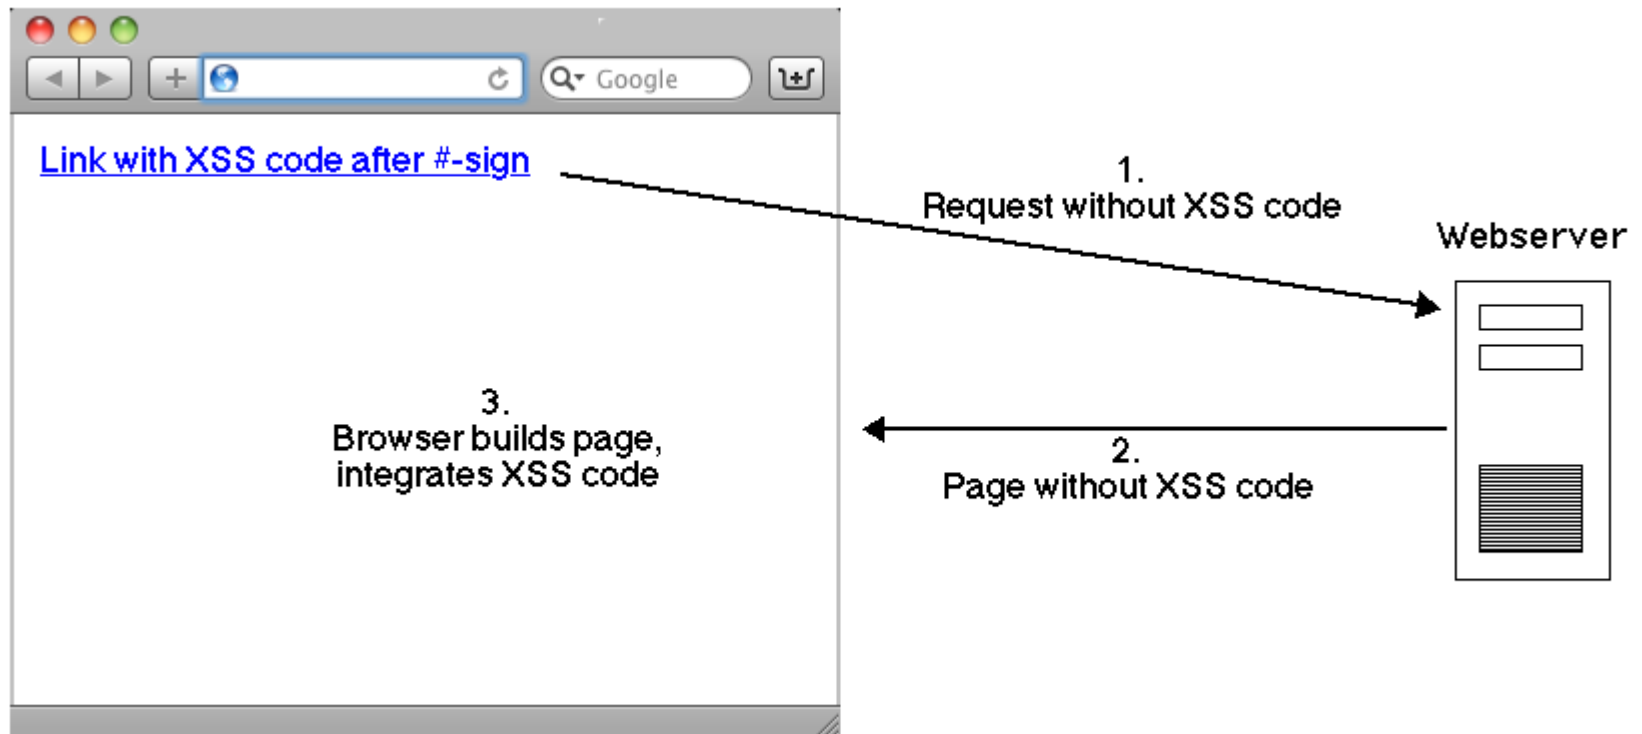 Google
Link with XSS code after #-sign
1.
Request without XSS code
Webserver
3.
Browser builds page,
integrates XSS code
2.
Page without XSS code